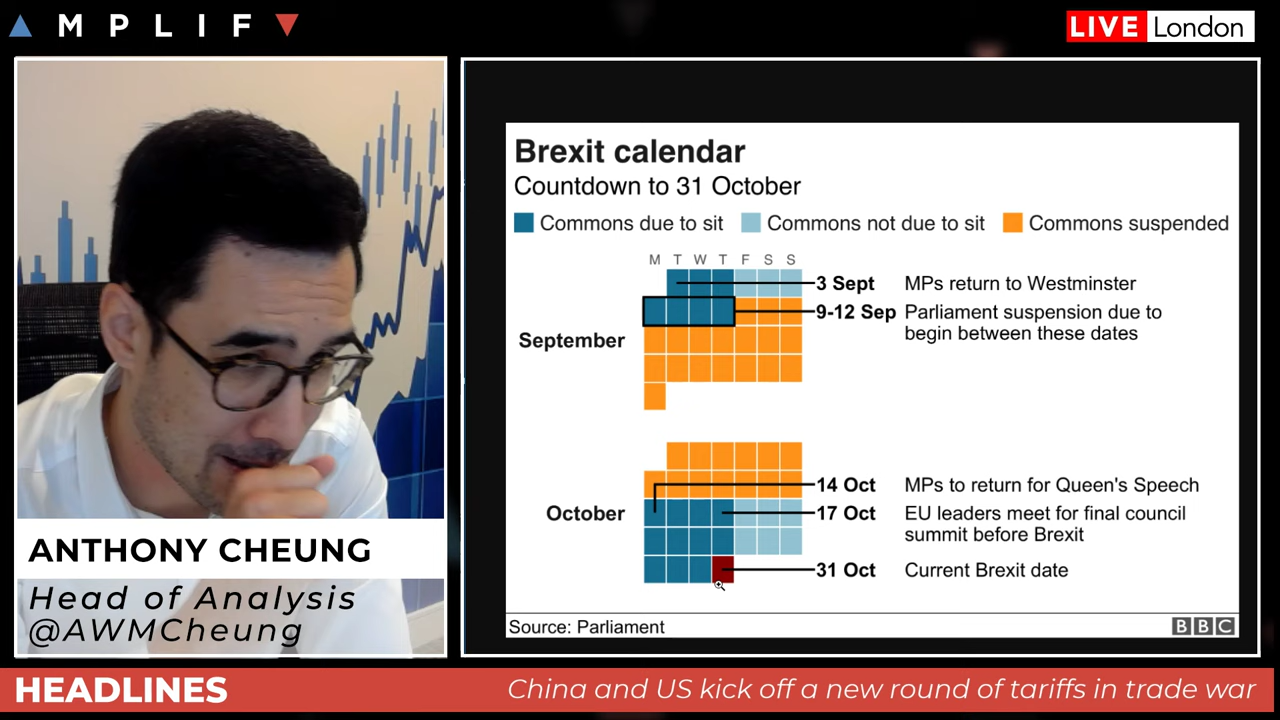 ▲ M P L I F ▼
LIVE London
Brexit calendar
Countdown to 31 October
Commons due to sit
Commons not due to sit
Commons suspended
M T W T F S S
September
3 Sept MPs return to Westminster
9-12 Sep Parliament suspension due to
begin between these dates
October
14 Oct MPs to return for Queen's Speech
17 Oct EU leaders meet for final council
summit before Brexit
31 Oct Current Brexit date
Source: Parliament
BBC
ANTHONY CHEUNG
Head of Analysis
@AWMCheung
HEADLINES
China and US kick off a new round of tariffs in trade war